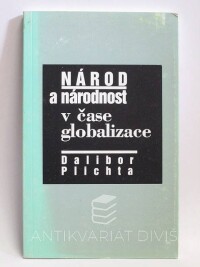 NÁROD
a národnost
v čase
globalizace
Dalibor
Plichta
ANTIKVARIÁT DIVIŠ